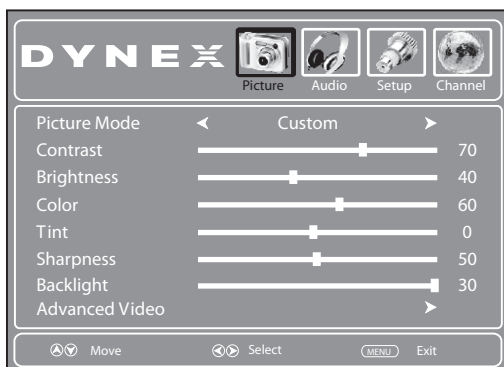 DYNEX
Picture Audio Setup Channel
Picture Mode Custom
Contrast 70
Brightness 40
Color 60
Tint 0
Sharpness 50
Backlight 30
Advanced Video
Move Select MENU Exit